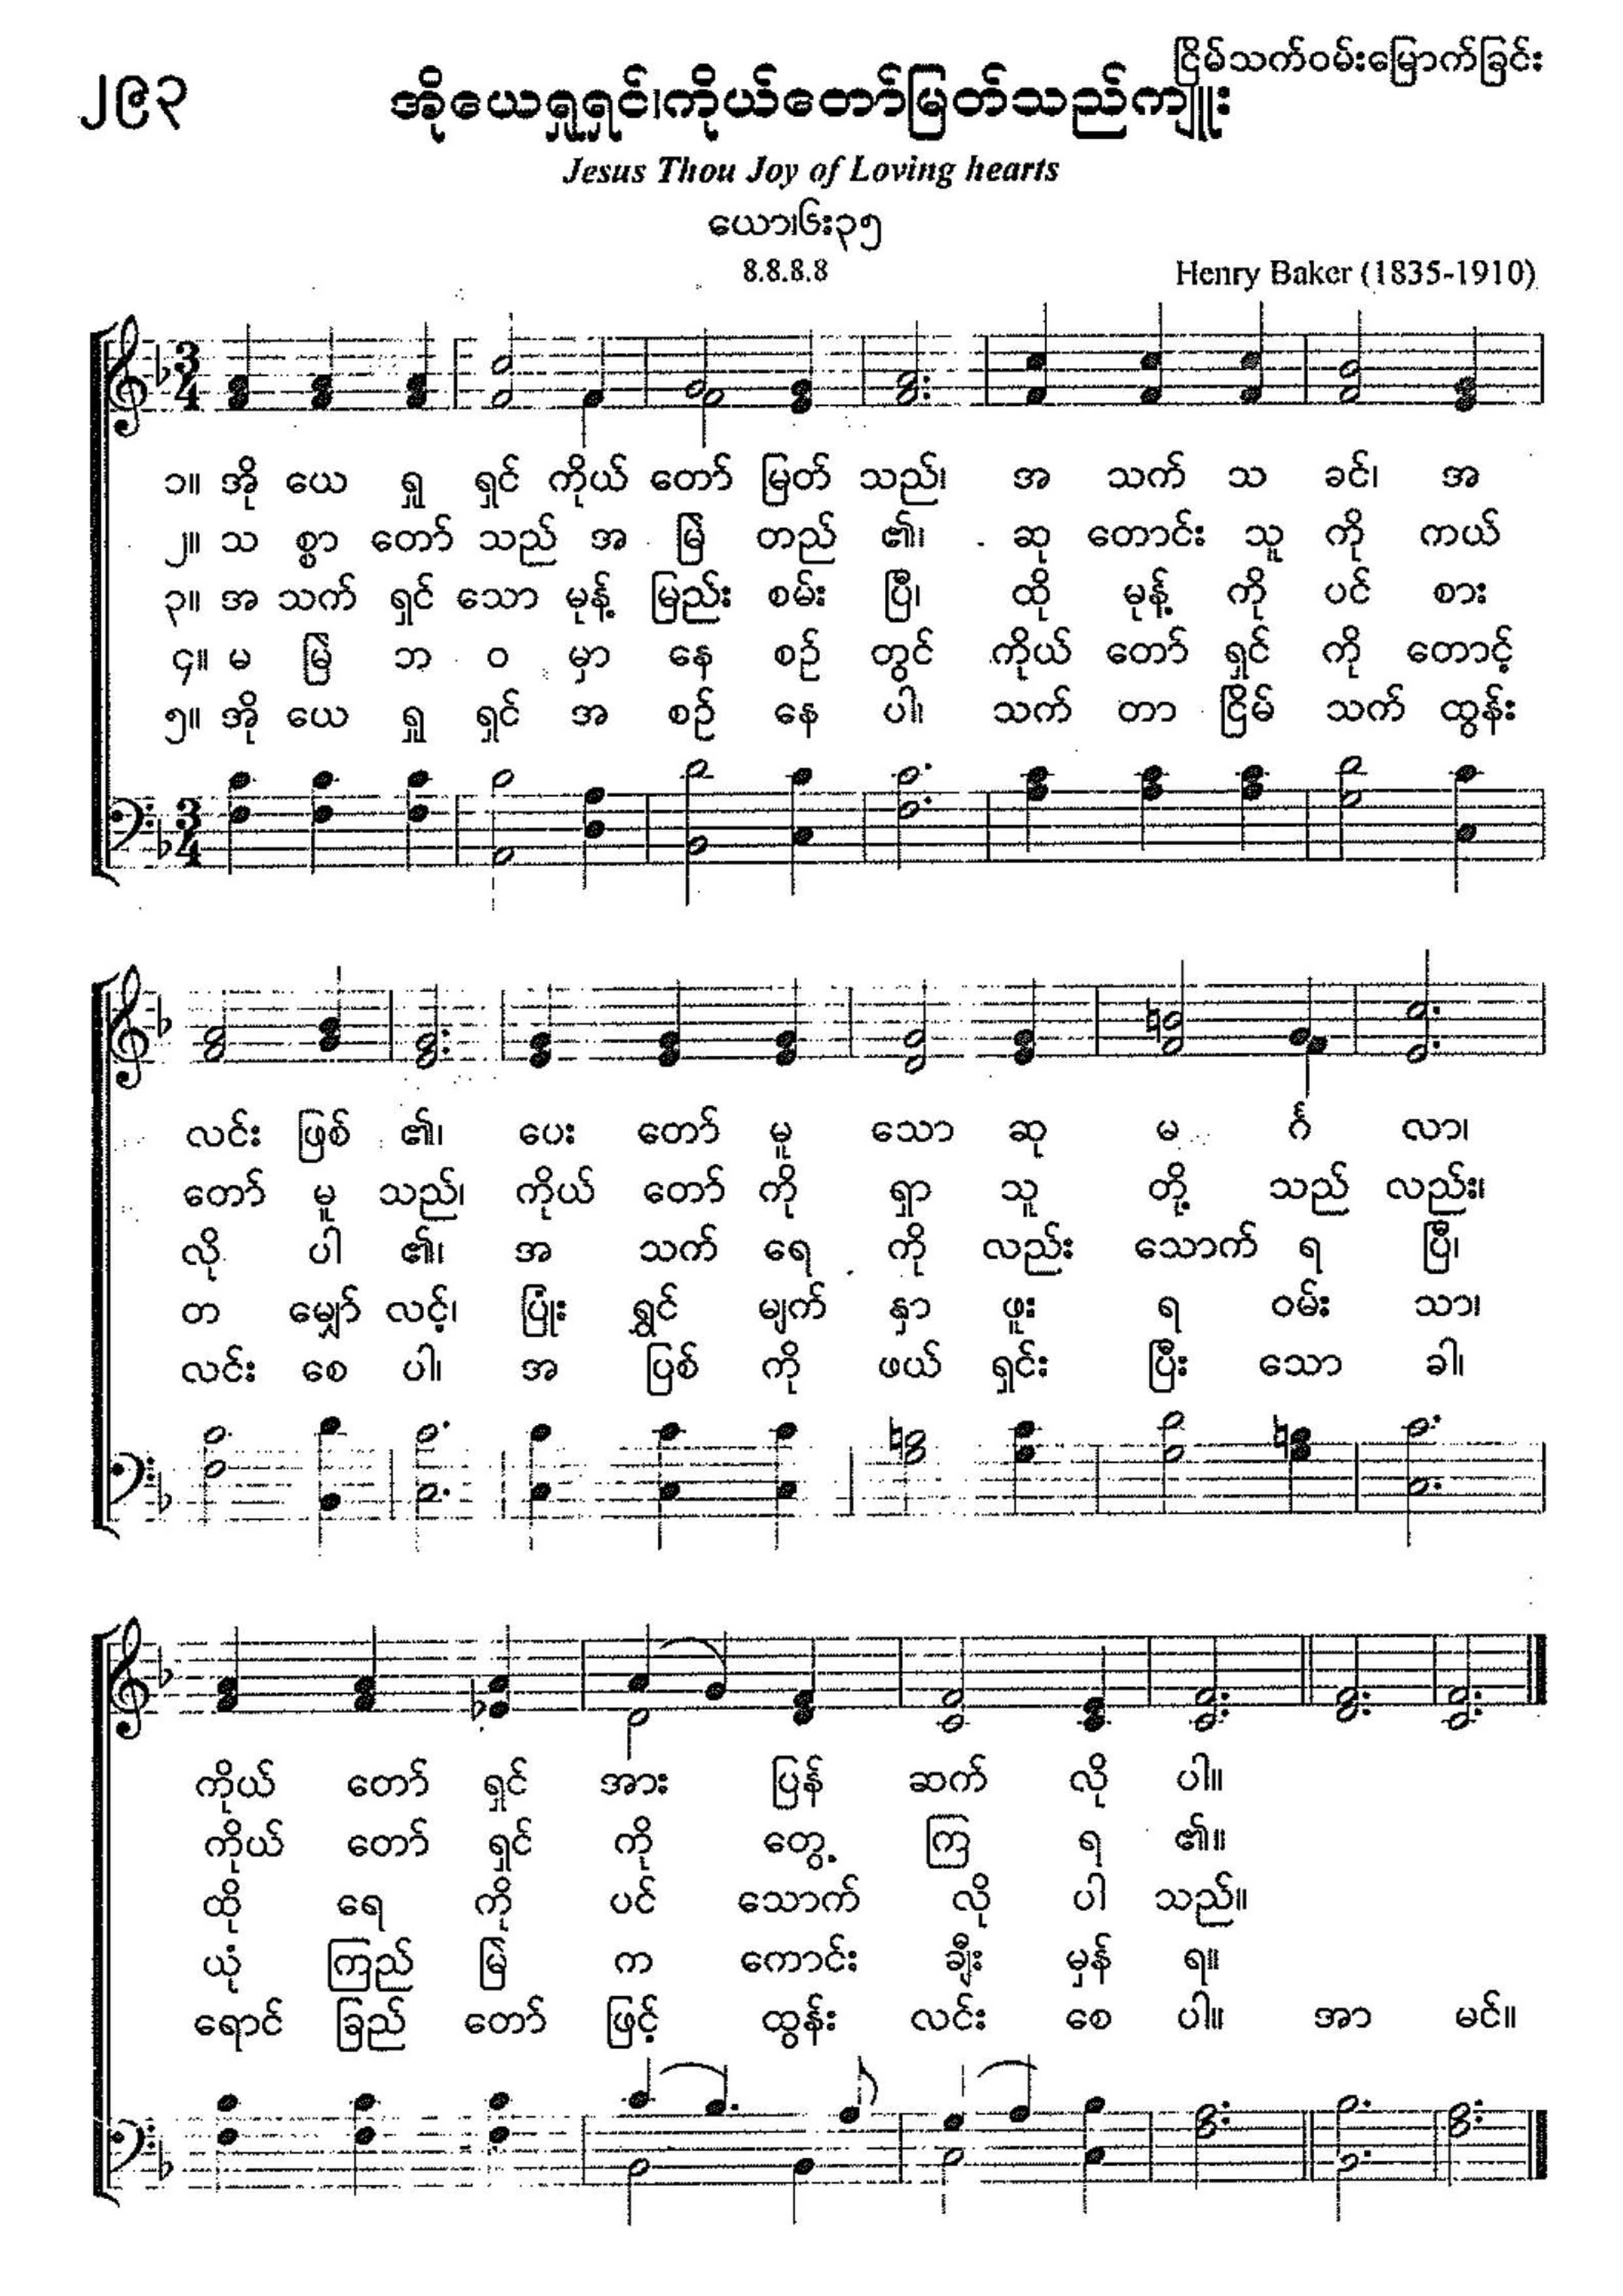 ငြိမ်သက်ဝမ်းမြောက်ခြင်း
၂၉၃ အိုယေရှုရှင်၊ကိုယ်တော်မြတ်သည်ကျူး
Jesus Thou Joy of Loving hearts
ယော၊၆း၃၅
8.8.8.8 Henry Baker (1835-1910)
3 4
၁။ အို ယေ ရှု ရှင် ကိုယ် တော် မြတ် သည်၊ အ သက် သ ခင်၊ အ
၂။ သ စ္စာ တော် သည် အ မြဲ တည် ၏၊ ဆု တောင်း သူ ကို ကယ်
၃။ အ သက် ရှင် သော မုန့် မြည်း စမ်း ပြီ၊ ထို မုန့် ကို ပင် စား
၄။ မ မြဲ ဘ ဝ မှာ နေ စဉ် တွင် ကိုယ် တော် ရှင် ကို တောင့်
၅။ အို ယေ ရှု ရှင် အ စဉ် နေ ပါ၊ သက် တာ ငြိမ် သက် ထွန်း
3 4
လင်း ဖြစ် ၏၊ ပေး တော် မူ သော ဆု မ င်္ဂ လာ၊
တော် မူ သည်၊ ကိုယ် တော် ကို ရှာ သူ တို့ သည် လည်း၊
လို ပါ ၏၊ အ သက် ရေ ကို လည်း သောက် ရ ပြီ၊
တ မျှော် လင့်၊ ပြုံး ရွှင် မျက် နှာ ဖူး ရ ဝမ်း သာ၊
လင်း စေ ပါ၊ အ ပြစ် ကို ဖယ် ရှင်း ပြီး သော ခါ၊
ကိုယ် တော် ရှင် အား ပြန် ဆက် လို ပါ။
ကိုယ် တော် ရှင် ကို တွေ့ ကြ ရ ၏။
ထို ရေ ကို ပင် သောက် လို ပါ သည်။
ယုံ ကြည် မြဲ က ကောင်း ချီး မှန် ရ။
ရောင် ခြည် တော် ဖြင့် ထွန်း လင်း စေ ပါ။ အာ မင်။